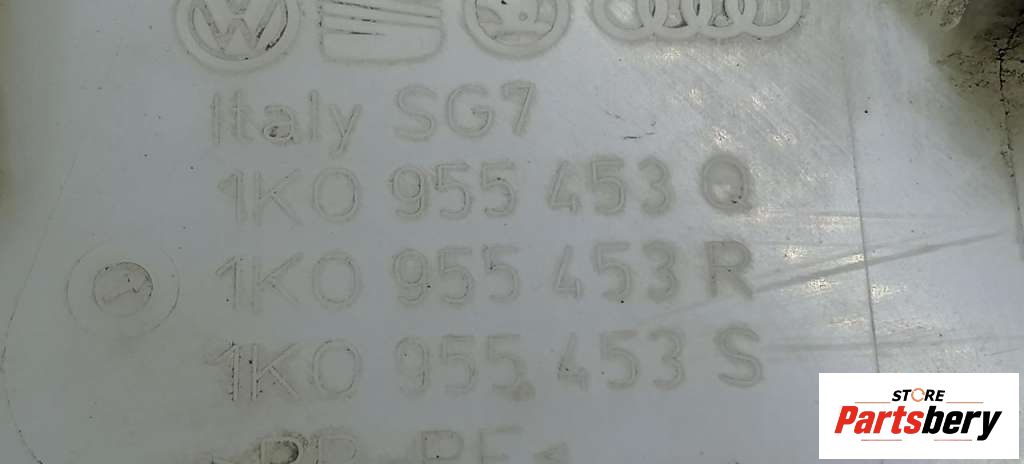 Italy SG7
1K0 955 453 Q
1K0 955 453 R
1K0 955 453 S
STORE
Partsbery